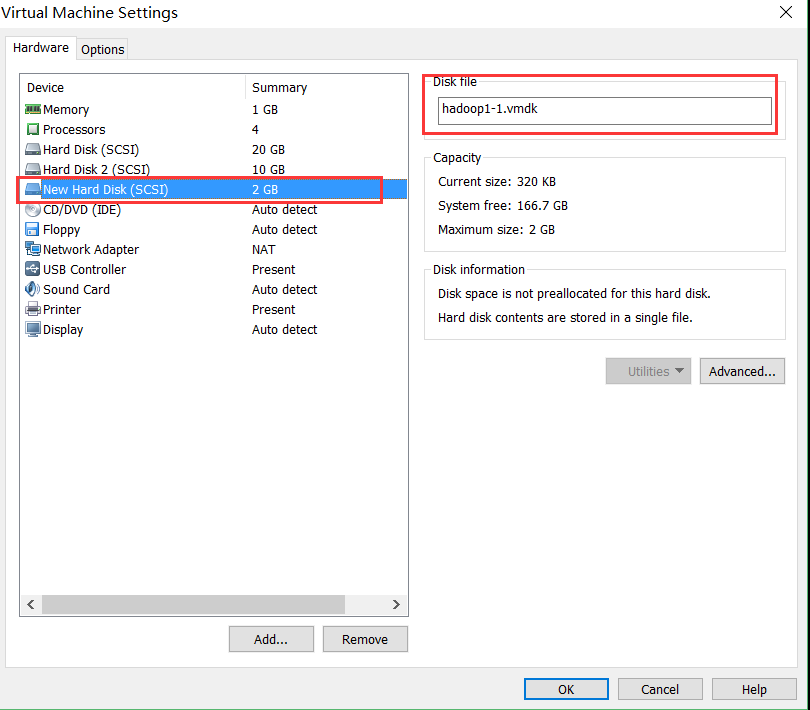 Virtual Machine Settings
Hardware Options
Device Summary
Memory 1 GB
Processors 4
Hard Disk (SCSI) 20 GB
Hard Disk 2 (SCSI) 10 GB
New Hard Disk (SCSI) 2 GB
CD/DVD (IDE) Auto detect
Floppy Auto detect
Network Adapter NAT
USB Controller Present
Sound Card Auto detect
Printer Present
Display Auto detect
Add... Remove
Disk file
hadoop1-1.vmdk
Capacity
Current size: 320 KB
System free: 166.7 GB
Maximum size: 2 GB
Disk information
Disk space is not preallocated for this hard disk.
Hard disk contents are stored in a single file.
Utilities Advanced...
OK Cancel Help